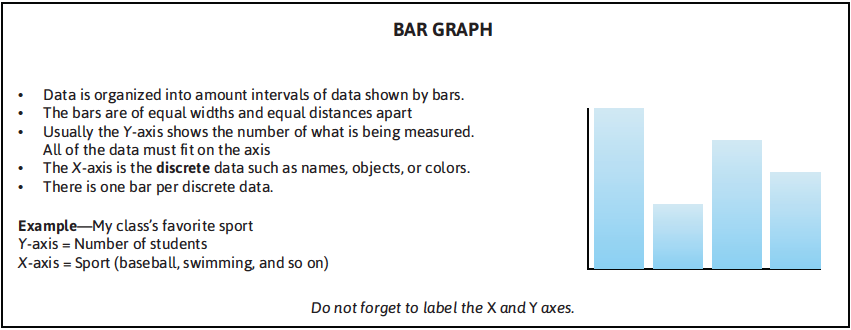 BAR GRAPH
• Data is organized into amount intervals of data shown by bars.
• The bars are of equal widths and equal distances apart
• Usually the Y-axis shows the number of what is being measured.
All of the data must fit on the axis
• The X-axis is the discrete data such as names, objects, or colors.
• There is one bar per discrete data.
Example—My class’s favorite sport
Y-axis = Number of students
X-axis = Sport (baseball, swimming, and so on)
Do not forget to label the X and Y axes.